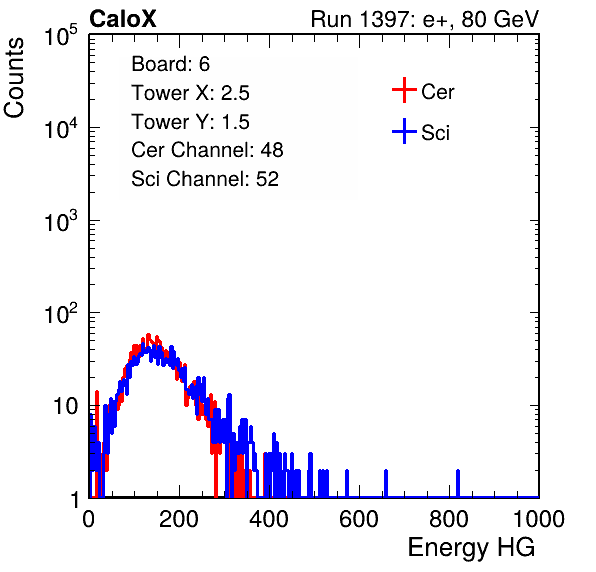 CaloX Run 1397: e+, 80 GeV
Board: 6
Tower X: 2.5
Tower Y: 1.5
Cer Channel: 48
Sci Channel: 52
Cer
Sci
Counts
10^5
10^4
10^3
10^2
10
1
0 200 400 600 800 1000
Energy HG